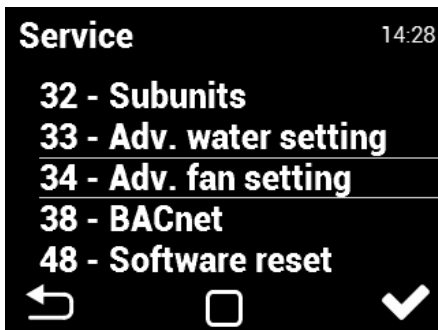 Service
14:28
32 - Subunits
33 - Adv. water setting
34 - Adv. fan setting
38 - BACnet
48 - Software reset